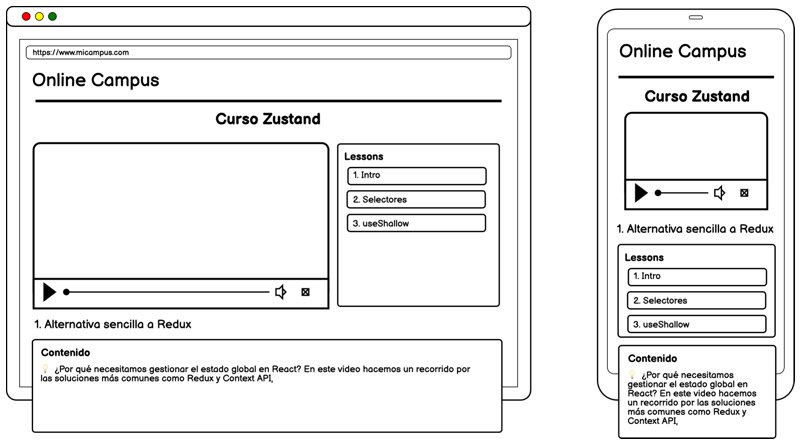 https://www.micampus.com
Online Campus
Curso Zustand
Lessons
1. Intro
2. Selectores
3. useShallow
1. Alternativa sencilla a Redux
Contenido
💡 ¿Por qué necesitamos gestionar el estado global en React? En este video hacemos un recorrido por
las soluciones más comunes como Redux y Context API,
Online Campus
Curso Zustand
1. Alternativa sencilla a Redux
Lessons
1. Intro
2. Selectores
3. useShallow
Contenido
💡 ¿Por qué necesitamos
gestionar el estado global en
React? En este video hacemos
un recorrido por las soluciones
más comunes como Redux y
Context API,